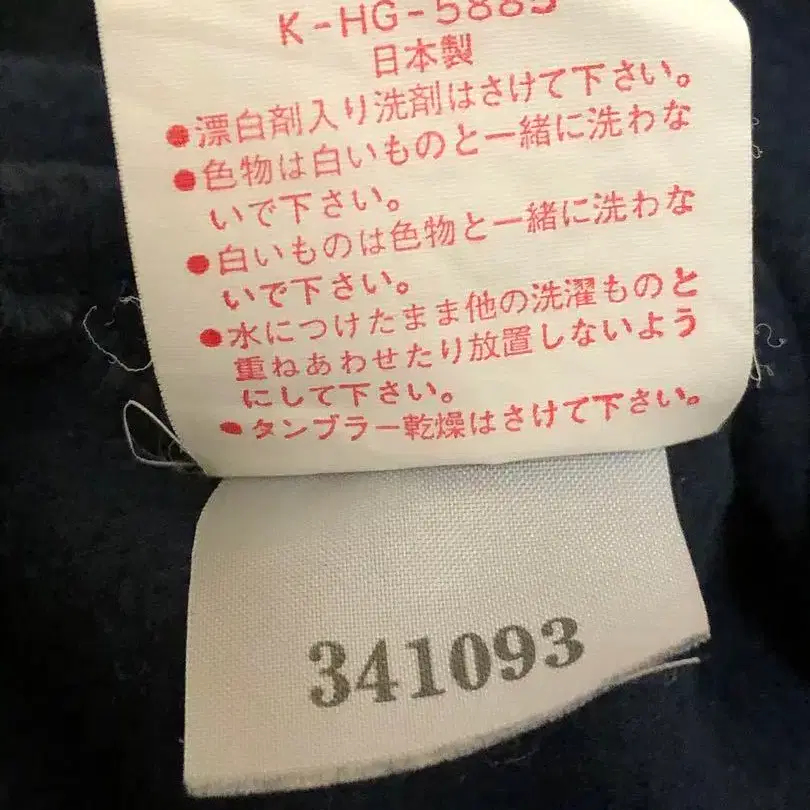 K-HG-5885
日本製
●漂白剤入り洗剤はさけて下さい。
●色物は白いものと一緒に洗わな
いで下さい。
●白いものは色物と一緒に洗わな
いで下さい。
●水につけたまま他の洗濯ものと
重ねあわせたり放置しないよう
にして下さい。
●タンブラー乾燥はさけて下さい。
341093